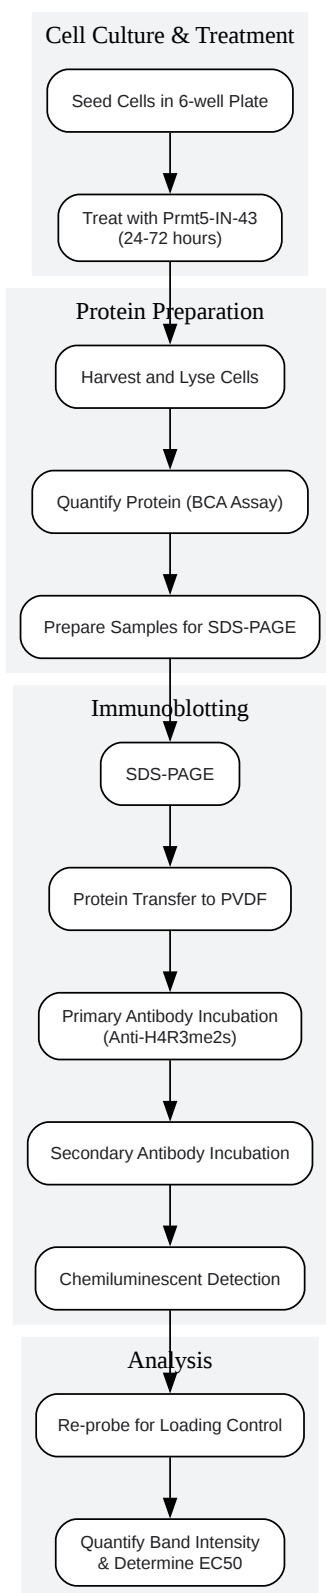 Cell Culture & Treatment
Seed Cells in 6-well Plate
Treat with Prmt5-IN-43
(24-72 hours)
Protein Preparation
Harvest and Lyse Cells
Quantify Protein (BCA Assay)
Prepare Samples for SDS-PAGE
Immunoblotting
SDS-PAGE
Protein Transfer to PVDF
Primary Antibody Incubation
(Anti-H4R3me2s)
Secondary Antibody Incubation
Chemiluminescent Detection
Analysis
Re-probe for Loading Control
Quantify Band Intensity
& Determine EC50